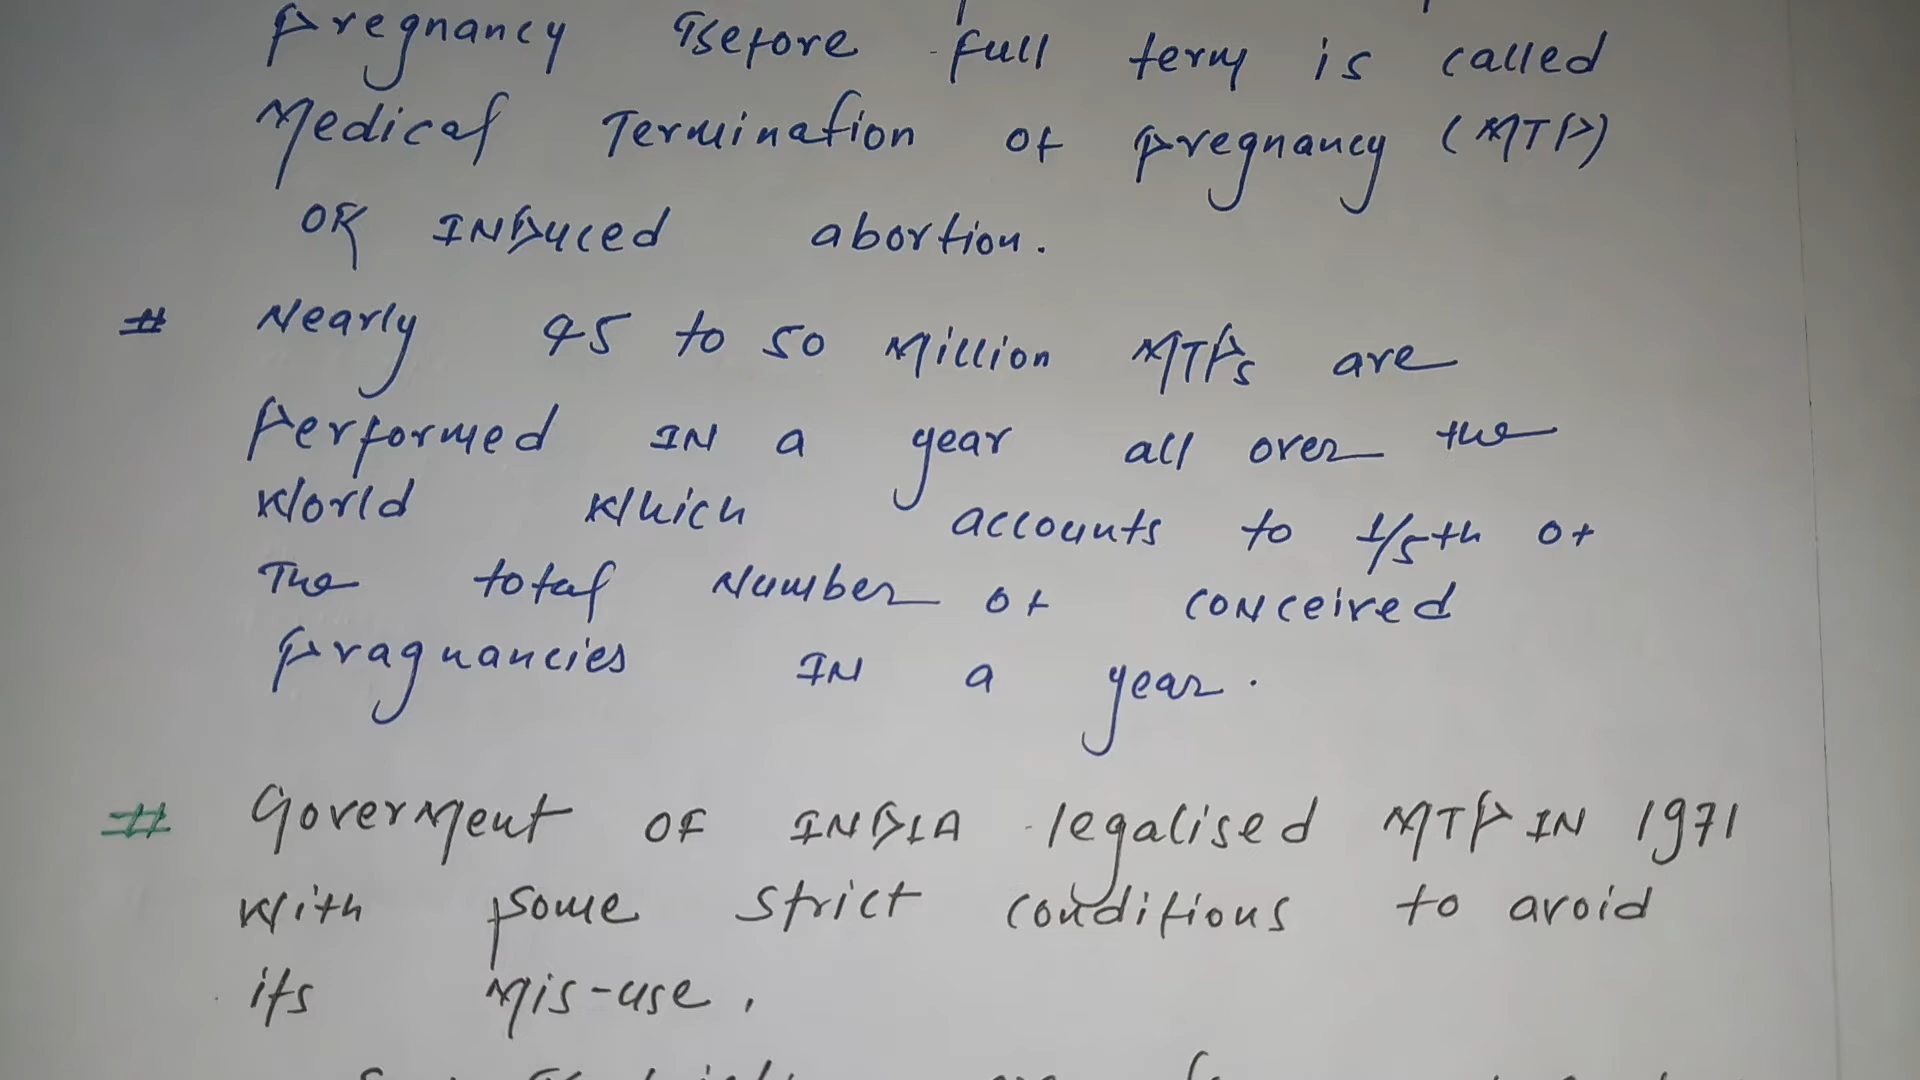 pregnancy Before full term is called
Medical Termination of pregnancy (MTP)
OR INDuced abortion.
# Nearly 45 to 50 Million MTPs are
performed IN a year all over the
World Which accounts to 1/5th of
The total Number of conceived
pragnancies IN a year.
# Goverment OF INDIA legalised MTP IN 1971
With some strict conditions to avoid
its mis-use.